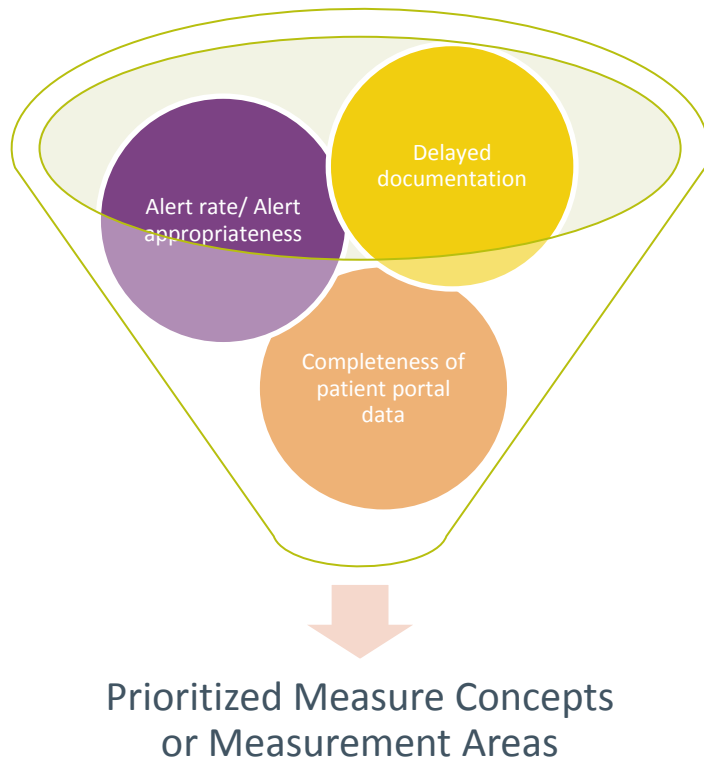 Delayed
documentation
Alert rate/ Alert
appropriateness
Completeness of
patient portal
data
Prioritized Measure Concepts
or Measurement Areas